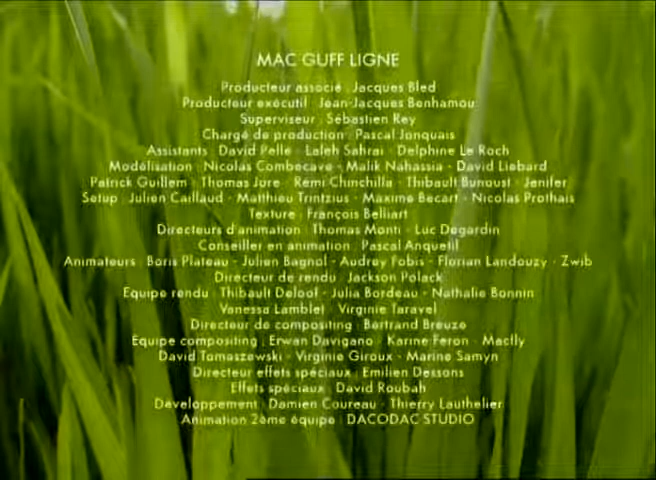 MAC GUFF LIGNE
Producteur associé : Jacques Bled
Producteur exécutif : Jean-Jacques Benhamou
Superviseur : Sébastien Rey
Chargé de production : Pascal Jonquais
Assistants : David Pelle - Laleh Sahrai - Delphine Le Roch
Modélisation : Nicolas Combecave - Malik Nahassia - David Liebard
Patrick Guillem - Thomas Jore - Rémi Chinchilla - Thibault Bunoust - Jenifer
Setup : Julien Caillaud - Matthieu Trintzius - Maxime Becart - Nicolas Prothais
Texture : François Belliart
Directeurs d'animation : Thomas Monti - Luc Degardin
Conseiller en animation : Pascal Anquetil
Animateurs : Boris Plateau - Julien Bagnol - Audrey Fobis - Florian Landouzy - Zwib
Directeur de rendu : Jackson Polack
Equipe rendu : Thibault Deloof - Julia Bordeau - Nathalie Bonnin
Vanessa Lamblet - Virginie Taravel
Directeur de compositing : Bertrand Breuze
Equipe compositing : Erwan Davigano - Karine Feron - Mactly
David Tomaszewski - Virginie Giroux - Marine Samyn
Directeur effets spéciaux : Emilien Dessons
Effets spéciaux : David Roubah
Développement : Damien Coureau - Thierry Lauthelier
Animation 2ème équipe : DACODAC STUDIO